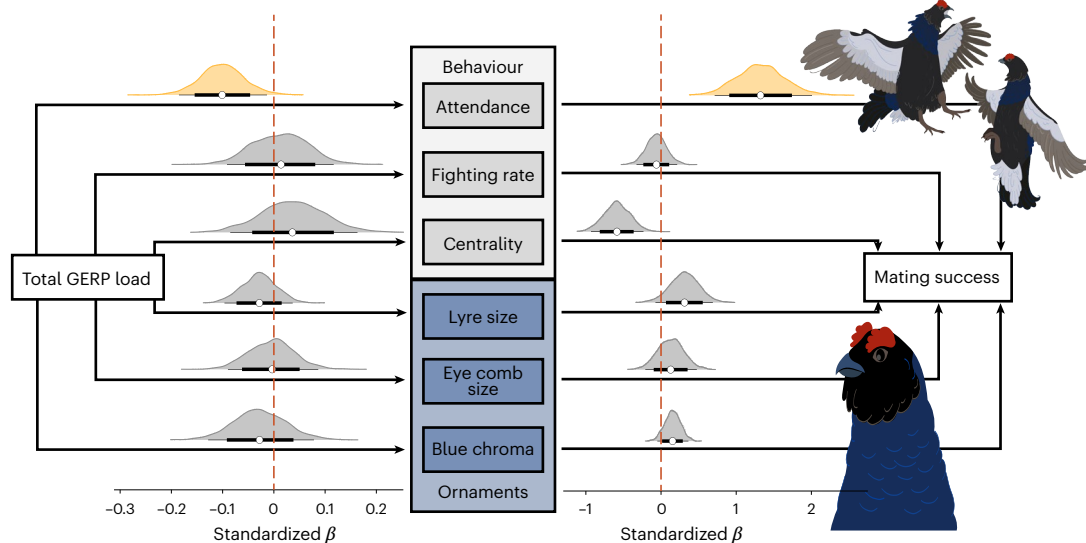 Behaviour
Attendance
Fighting rate
Centrality
Total GERP load
Mating success
Lyre size
Eye comb
size
Blue chroma
Ornaments
−0.3 −0.2 −0.1 0 0.1 0.2
Standardized β
−1 0 1 2
Standardized β